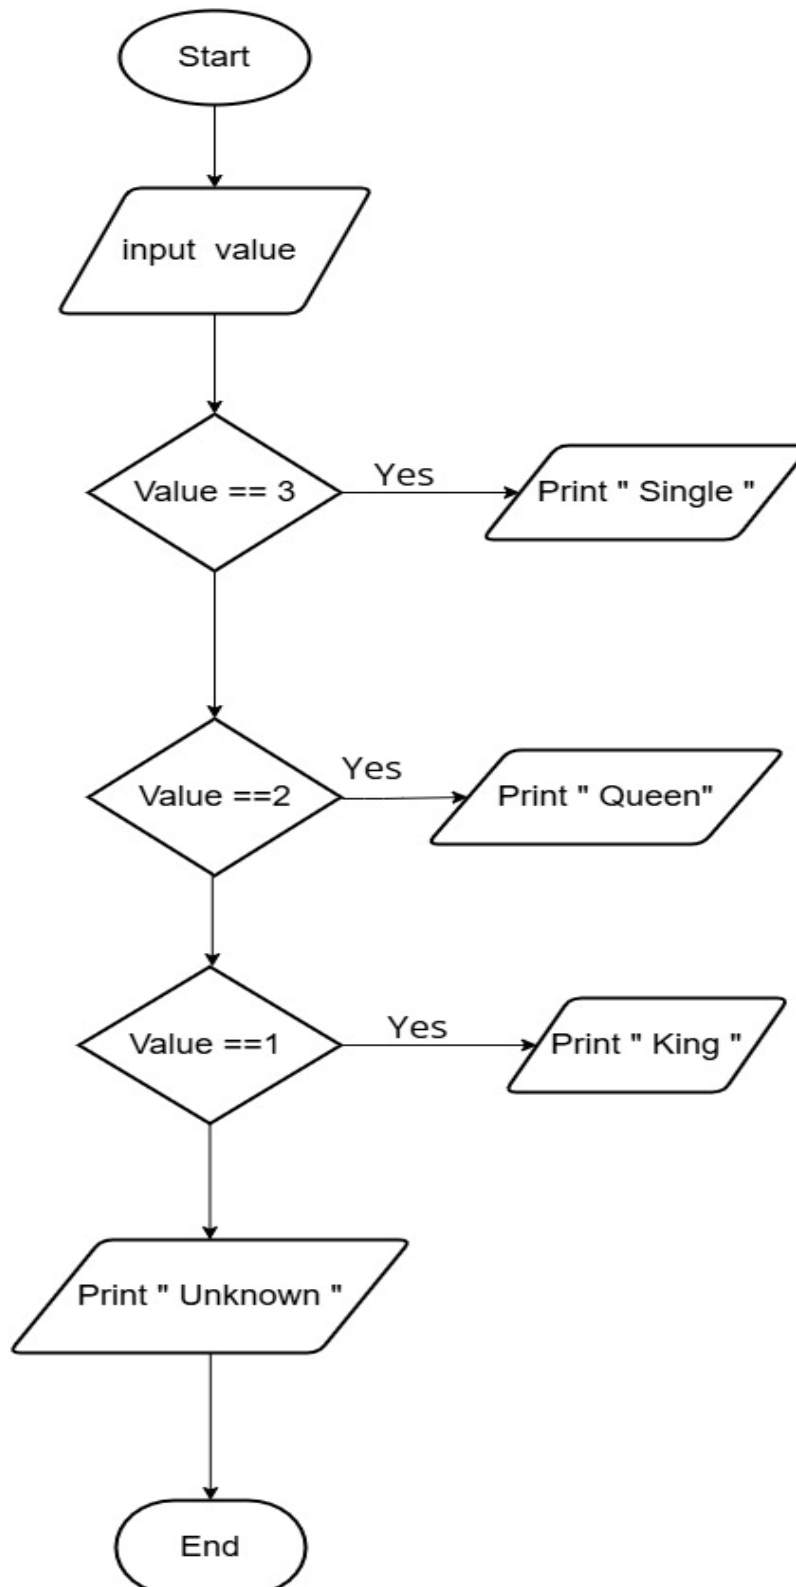 Start
input  value
Value == 3
Yes
Print " Single "
Value ==2
Yes
Print " Queen"
Value ==1
Yes
Print " King "
Print " Unknown "
End